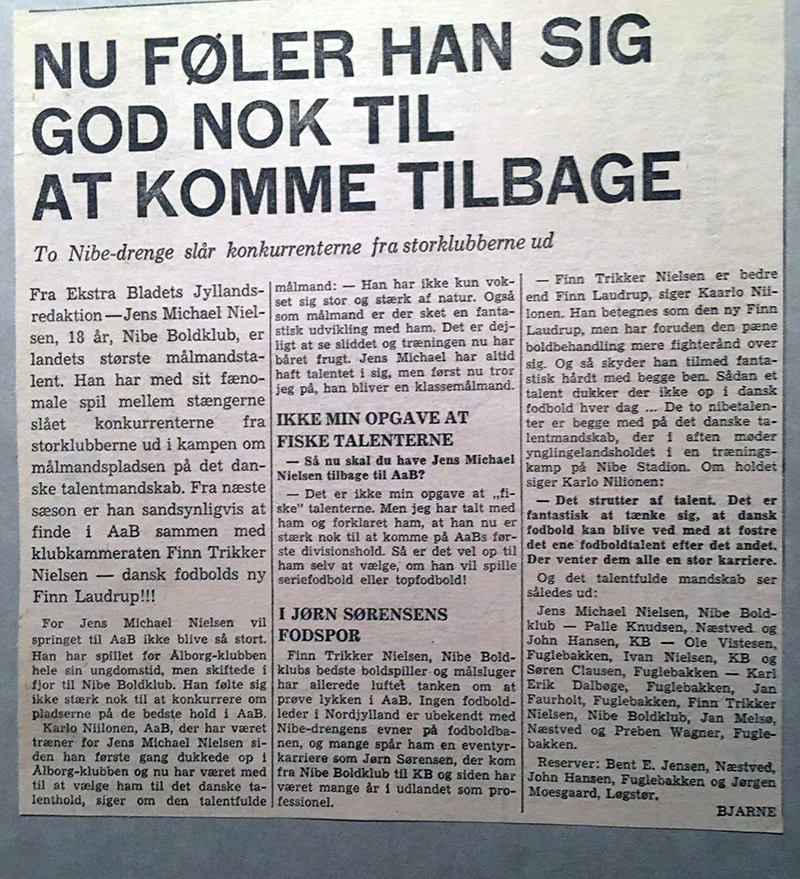 NU FØLER HAN SIG
GOD NOK TIL
AT KOMME TILBAGE
To Nibe-drenge slår konkurrenterne fra storklubberne ud
Fra Ekstra Bladets Jyllands-
redaktion — Jens Michael Niel-
sen, 18 år, Nibe Boldklub, er
landets største målmandsta-
lent. Han har med sit fæno-
male spil mellem stængerne
slået konkurrenterne fra
storklubberne ud i kampen om
målmandspladsen på det dan-
ske talentmandskab. Fra næste
sæson er han sandsynligvis at
finde i AaB sammen med
klubkammeraten Finn Trikker
Nielsen — dansk fodbolds ny
Finn Laudrup!!!
For Jens Michael Nielsen vil
springet til AaB ikke blive så stort.
Han har spillet for Ålborg-klubben
hele sin ungdomstid, men skiftede i
fjor til Nibe Boldklub. Han følte sig
ikke stærk nok til at konkurrere om
pladserne på de bedste hold i AaB.
Karlo Niilonen, AaB, der har været
træner for Jens Michael Nielsen si-
den han første gang dukkede op i
Ålborg-klubben og nu har været med
til at vælge ham til det danske ta-
lenthold, siger om den talentfulde
målmand: — Han har ikke kun vok-
set sig stor og stærk af natur. Også
som målmand er der sket en fanta-
stisk udvikling med ham. Det er dej-
ligt at se sliddet og træningen nu har
båret frugt. Jens Michael har altid
haft talentet i sig, men først nu tror
jeg på, han bliver en klassemålmand.
IKKE MIN OPGAVE AT
FISKE TALENTERNE
— Så nu skal du have Jens Michael
Nielsen tilbage til AaB?
— Det er ikke min opgave at „fi-
ske” talenterne. Men jeg har talt med
ham og forklaret ham, at han nu er
stærk nok til at komme på AaBs før-
ste divisionshold. Så er det vel op til
ham selv at vælge, om han vil spille
seriefodbold eller topfodbold!
I JØRN SØRENSENS
FODSPOR
Finn Trikker Nielsen, Nibe Bold-
klubs bedste boldspiller og målsluger
har allerede luftet tanken om at
prøve lykken i AaB. Ingen fodbold-
leder i Nordjylland er ubekendt med
Nibe-drengens evner på fodboldba-
nen, og mange spår ham en eventyr-
karriere som Jørn Sørensen, der kom
fra Nibe Boldklub til KB og siden har
været mange år i udlandet som pro-
fessionel.
— Finn Trikker Nielsen er bedre
end Finn Laudrup, siger Kaarlo Nii-
lonen. Han betegnes som den ny Finn
Laudrup, men har foruden den pæne
boldbehandling mere fighterånd over
sig. Og så skyder han tilmed fanta-
stisk hårdt med begge ben. Sådan et
talent dukker der ikke op i dansk
fodbold hver dag ... De to nibetalen-
ter er begge med på det danske ta-
lentmandskab, der i aften møder
ynglingelandsholdet i en trænings-
kamp på Nibe Stadion. Om holdet
siger Karlo Nilionen:
— Det strutter af talent. Det er
fantastisk at tænke sig, at dansk
fodbold kan blive ved med at fostre
det ene fodboldtalent efter det andet.
Der venter dem alle en stor karriere.
Og det talentfulde mandskab ser
således ud:
Jens Michael Nielsen, Nibe Bold-
klub — Palle Knudsen, Næstved og
John Hansen, KB — Ole Vistesen,
Fuglebakken, Ivan Nielsen, KB og
Søren Clausen, Fuglebakken — Karl
Erik Dalbøge, Fuglebakken, Jan
Faurholt, Fuglebakken, Finn Trikker
Nielsen, Nibe Boldklub, Jan Melsø,
Næstved og Preben Wagner, Fugle-
bakken.
Reserver: Bent E. Jensen, Næstved,
John Hansen, Fuglebakken og Jørgen
Moesgaard, Løgstør.
BJARNE